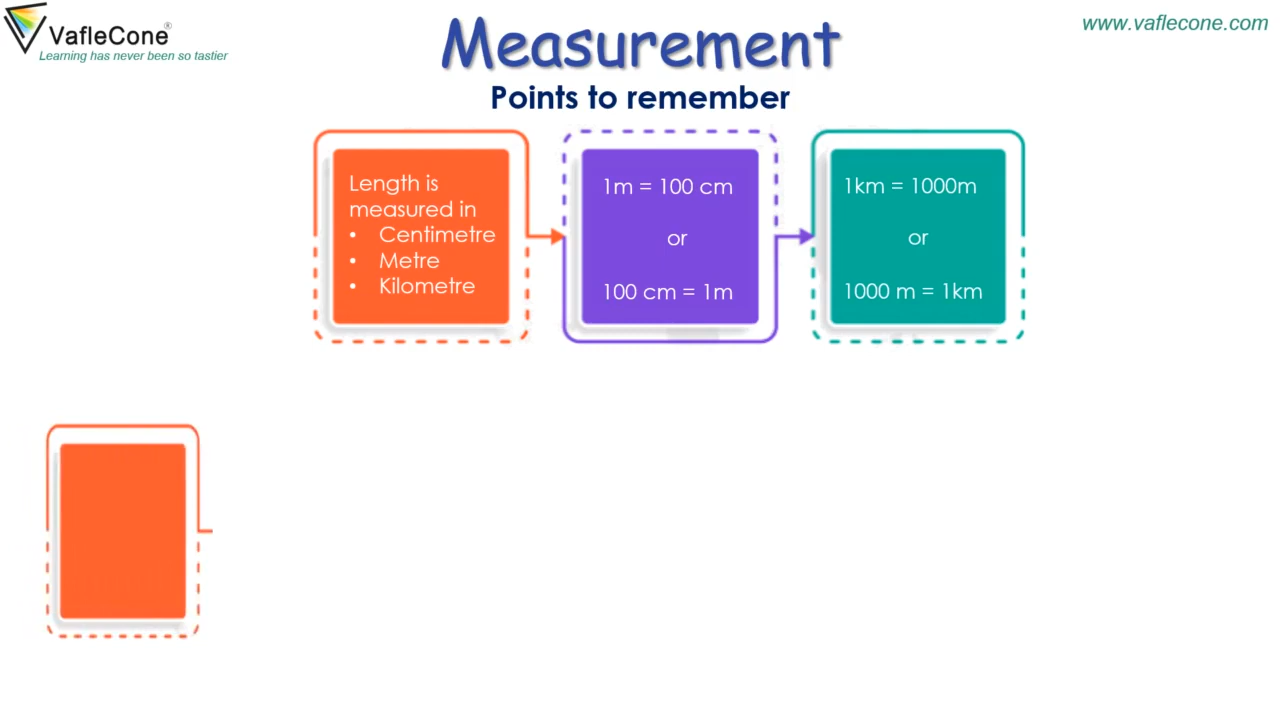 VafleCone®
Learning has never been so tastier
www.vaflecone.com
Measurement
Points to remember
Length is
measured in
• Centimetre
• Metre
• Kilometre
1m = 100 cm
or
100 cm = 1m
1km = 1000m
or
1000 m = 1km